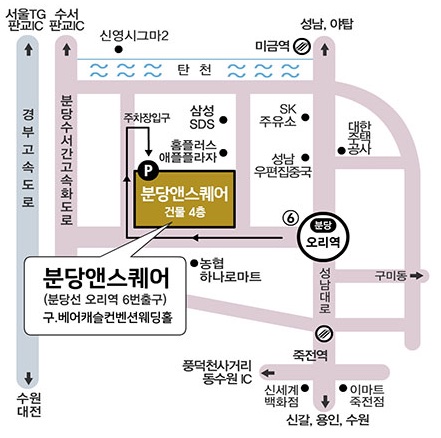 서울TG
판교IC
수서
판교IC
신영시그마2
성남, 야탑
미금역
탄천
경부고속도로
분당수서간고속화도로
주차장입구
삼성
SDS
SK
주유소
홈플러스
애플플라자
대한
주택
공사
성남
우편집중국
P
분당앤스퀘어
건물 4층
6
분당
오리역
농협
하나로마트
성남대로
구미동
분당앤스퀘어
(분당선 오리역 6번출구)
구.베어캐슬컨벤션웨딩홀
죽전역
풍덕천사거리
동수원 IC
신세계
백화점
이마트
죽전점
수원
대전
신갈, 용인, 수원